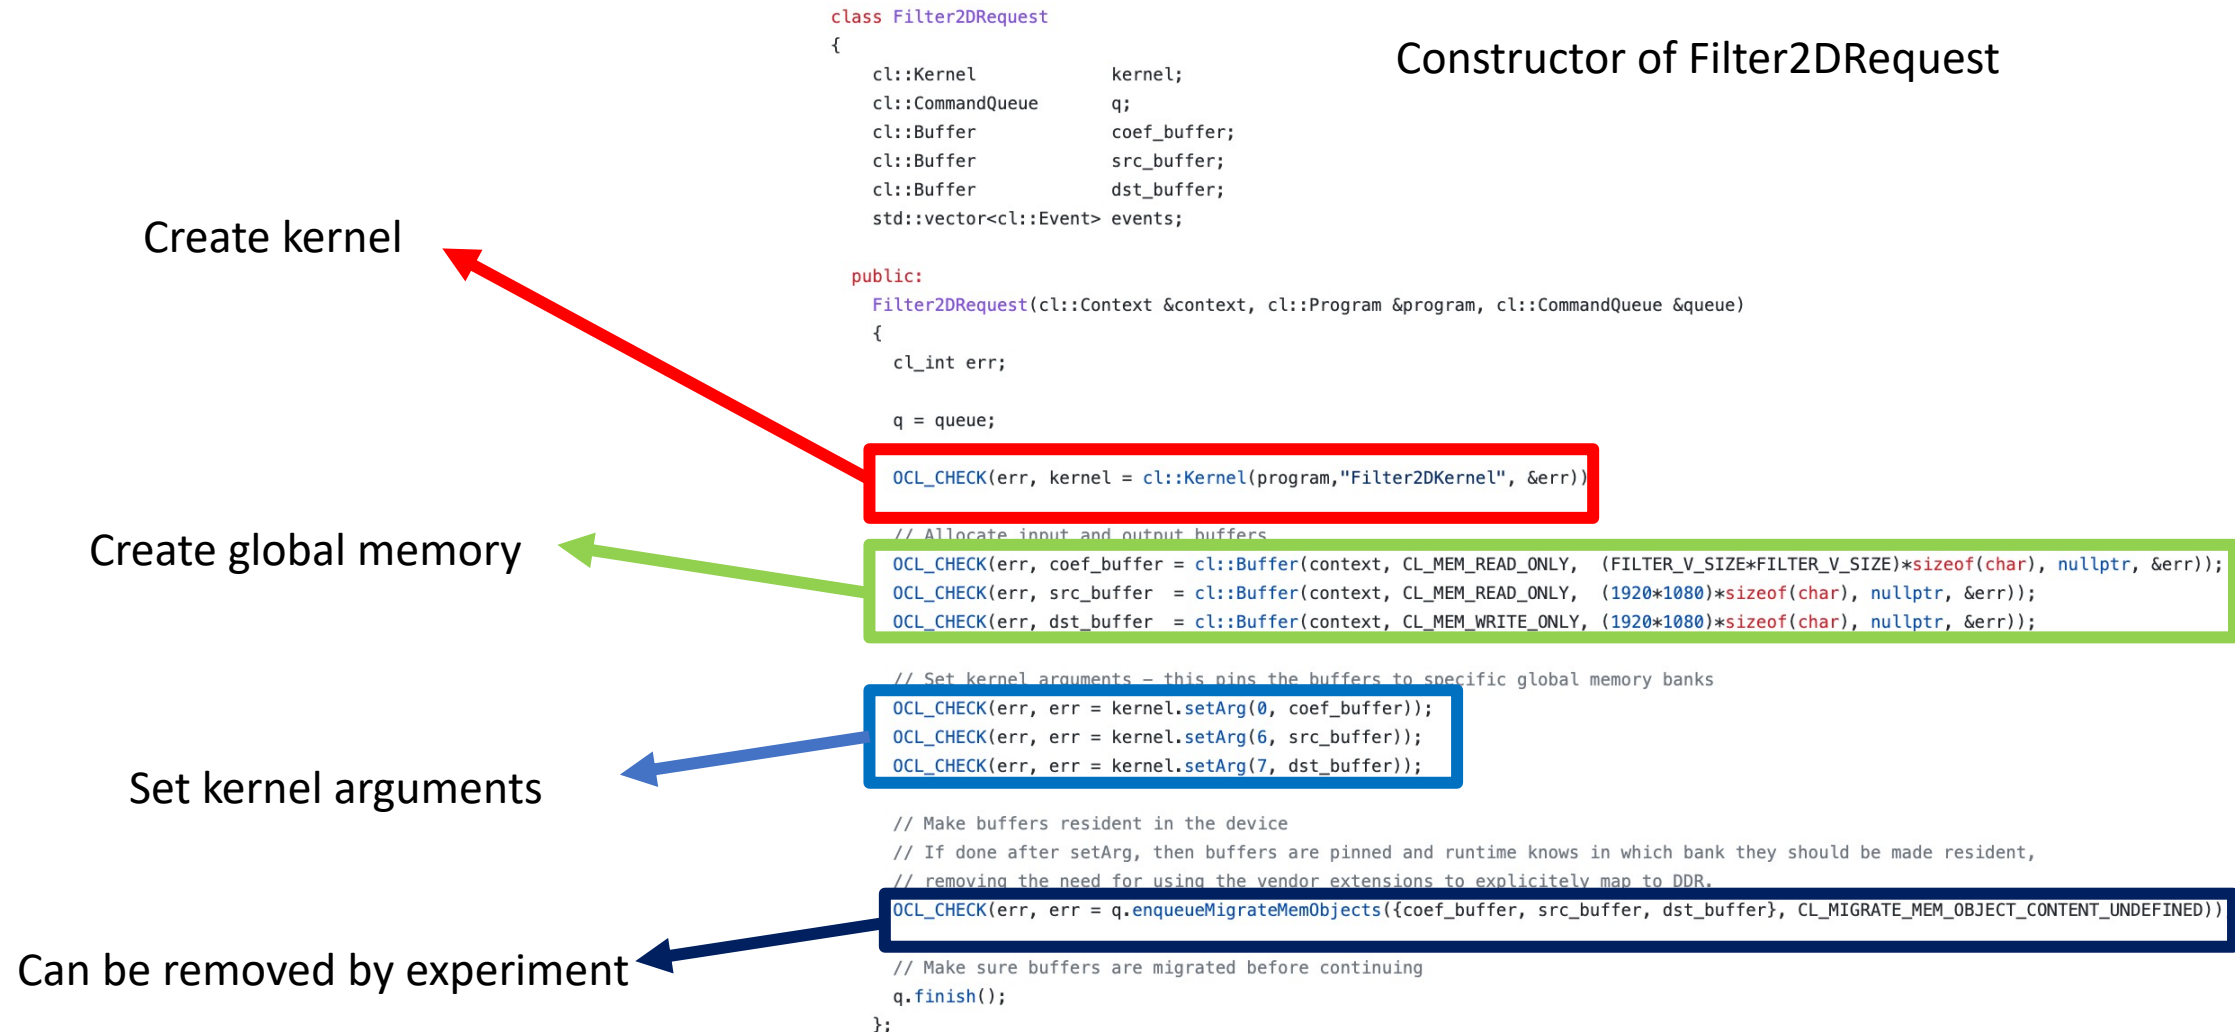 class Filter2DRequest
Constructor of Filter2DRequest
{
cl::Kernel kernel;
cl::CommandQueue q;
cl::Buffer coef_buffer;
cl::Buffer src_buffer;
cl::Buffer dst_buffer;
std::vector<cl::Event> events;
Create kernel
public:
Filter2DRequest(cl::Context &context, cl::Program &program, cl::CommandQueue &queue)
{
cl_int err;
q = queue;
OCL_CHECK(err, kernel = cl::Kernel(program,"Filter2DKernel", &err))
// Allocate input and output buffers
Create global memory
OCL_CHECK(err, coef_buffer = cl::Buffer(context, CL_MEM_READ_ONLY, (FILTER_V_SIZE*FILTER_V_SIZE)*sizeof(char), nullptr, &err));
OCL_CHECK(err, src_buffer = cl::Buffer(context, CL_MEM_READ_ONLY, (1920*1080)*sizeof(char), nullptr, &err));
OCL_CHECK(err, dst_buffer = cl::Buffer(context, CL_MEM_WRITE_ONLY, (1920*1080)*sizeof(char), nullptr, &err));
// Set kernel arguments – this pins the buffers to specific global memory banks
OCL_CHECK(err, err = kernel.setArg(0, coef_buffer));
OCL_CHECK(err, err = kernel.setArg(6, src_buffer));
OCL_CHECK(err, err = kernel.setArg(7, dst_buffer));
Set kernel arguments
// Make buffers resident in the device
// If done after setArg, then buffers are pinned and runtime knows in which bank they should be made resident,
// removing the need for using the vendor extensions to explicitely map to DDR.
OCL_CHECK(err, err = q.enqueueMigrateMemObjects({coef_buffer, src_buffer, dst_buffer}, CL_MIGRATE_MEM_OBJECT_CONTENT_UNDEFINED))
Can be removed by experiment
// Make sure buffers are migrated before continuing
q.finish();
};